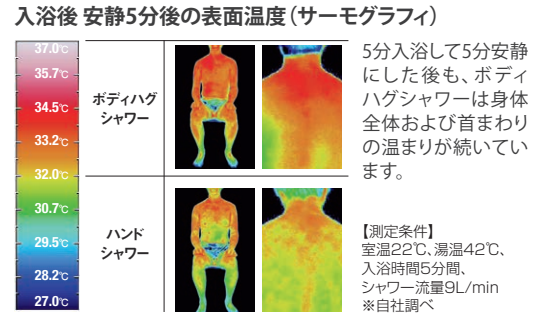 入浴後 安静5分後の表面温度（サーモグラフィ）
37.0℃
35.7℃
34.5℃
33.2℃
32.0℃
30.7℃
29.5℃
28.2℃
27.0℃
ボディハグ
シャワー
ハンド
シャワー
5分入浴して5分安静
にした後も、ボディ
ハグシャワーは身体
全体および首まわり
の温まりが続いてい
ます。
【測定条件】
室温22℃、湯温42℃、
入浴時間5分間、
シャワー流量9L/min
※自社調べ